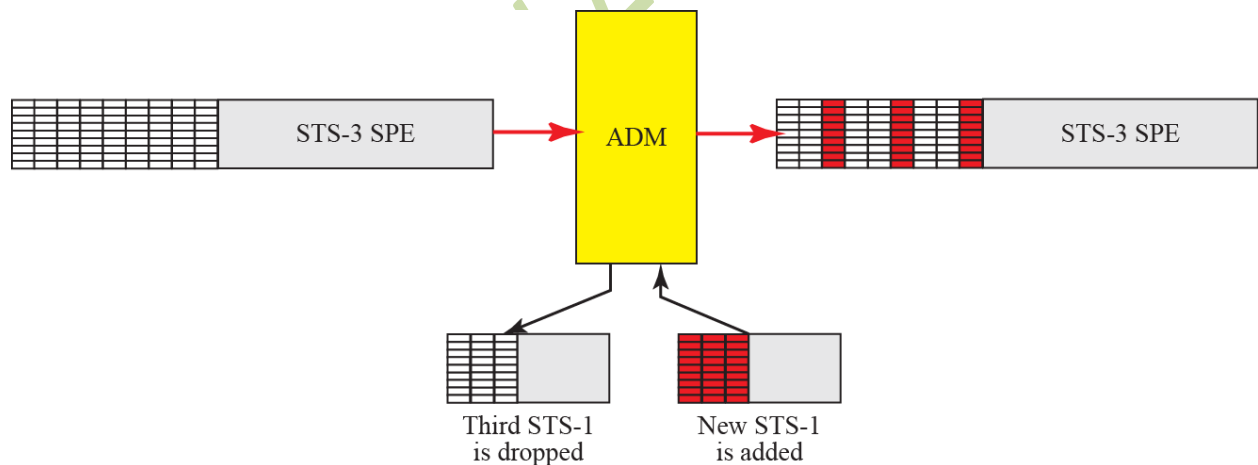 STS-3 SPE
ADM
STS-3 SPE
Third STS-1
is dropped
New STS-1
is added